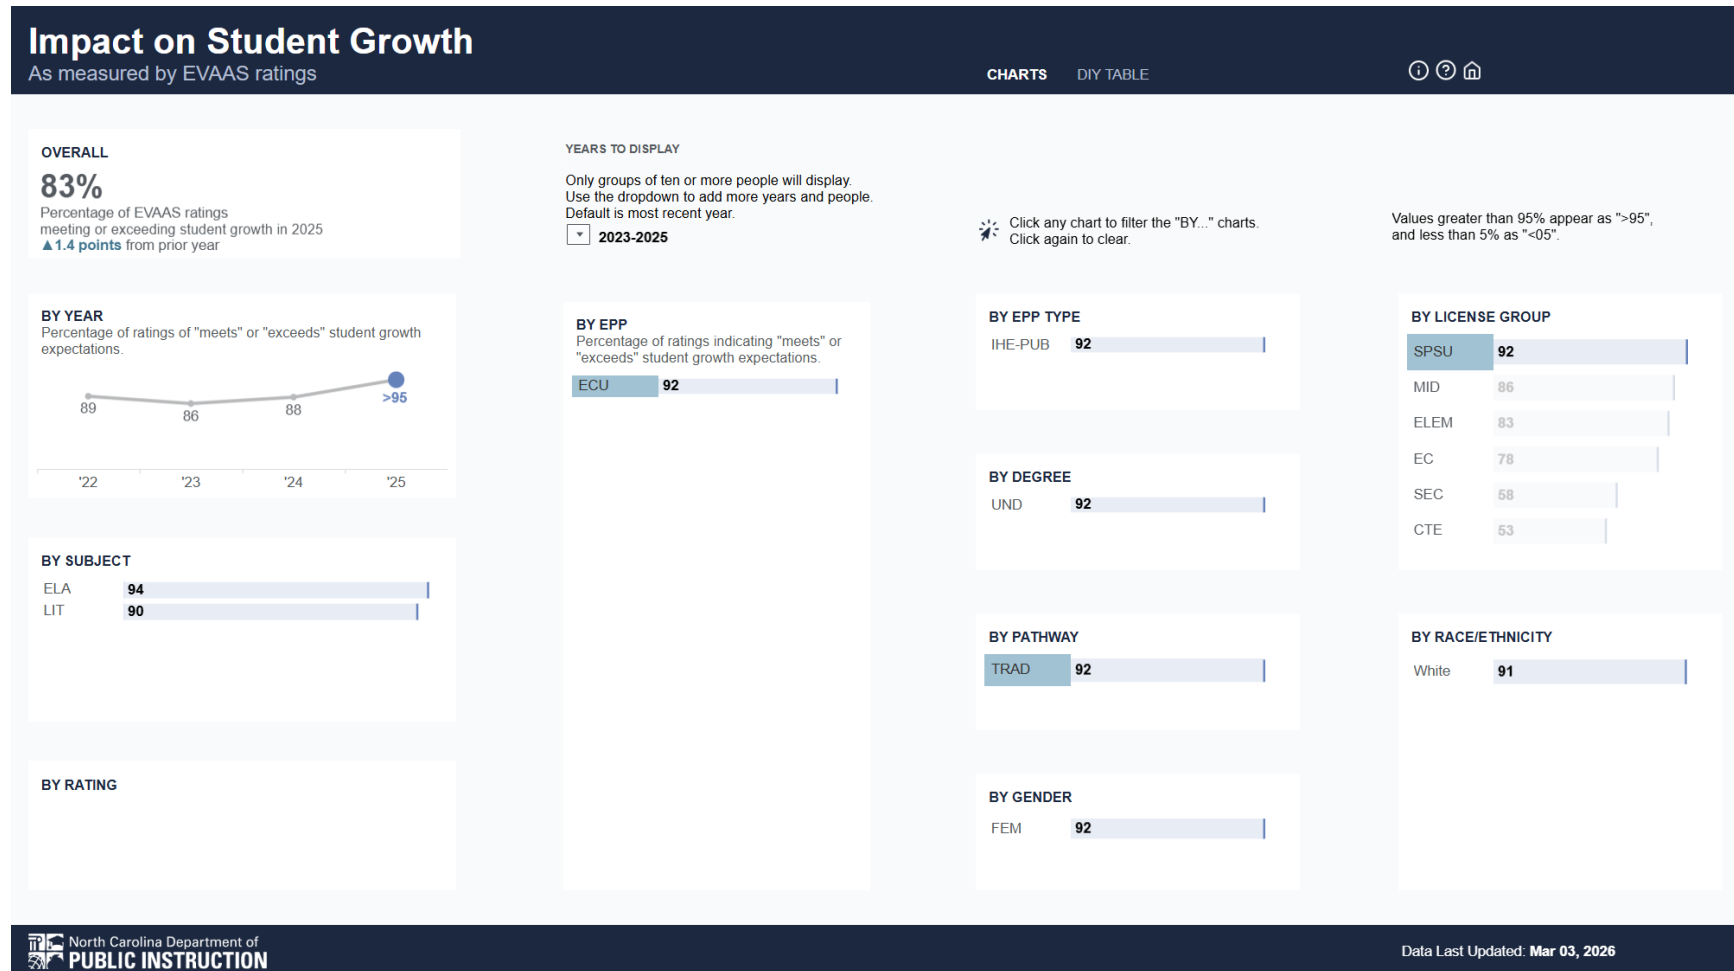 Impact on Student Growth
As measured by EVAAS ratings
CHARTS
DIY TABLE
OVERALL
83%
Percentage of EVAAS ratings
meeting or exceeding student growth in 2025
▲1.4 points from prior year
YEARS TO DISPLAY
Only groups of ten or more people will display.
Use the dropdown to add more years and people.
Default is most recent year.
2023-2025
Click any chart to filter the "BY..." charts.
Click again to clear.
Values greater than 95% appear as ">95",
and less than 5% as "<05".
BY YEAR
Percentage of ratings of "meets" or "exceeds" student growth
expectations.
89
86
88
>95
'22
'23
'24
'25
BY SUBJECT
ELA 94
LIT 90
BY RATING
BY EPP
Percentage of ratings indicating "meets" or
"exceeds" student growth expectations.
ECU 92
BY EPP TYPE
IHE-PUB 92
BY DEGREE
UND 92
BY PATHWAY
TRAD 92
BY GENDER
FEM 92
BY LICENSE GROUP
SPSU 92
MID 86
ELEM 83
EC 78
SEC 58
CTE 53
BY RACE/ETHNICITY
White 91
North Carolina Department of
PUBLIC INSTRUCTION
Data Last Updated: Mar 03, 2026